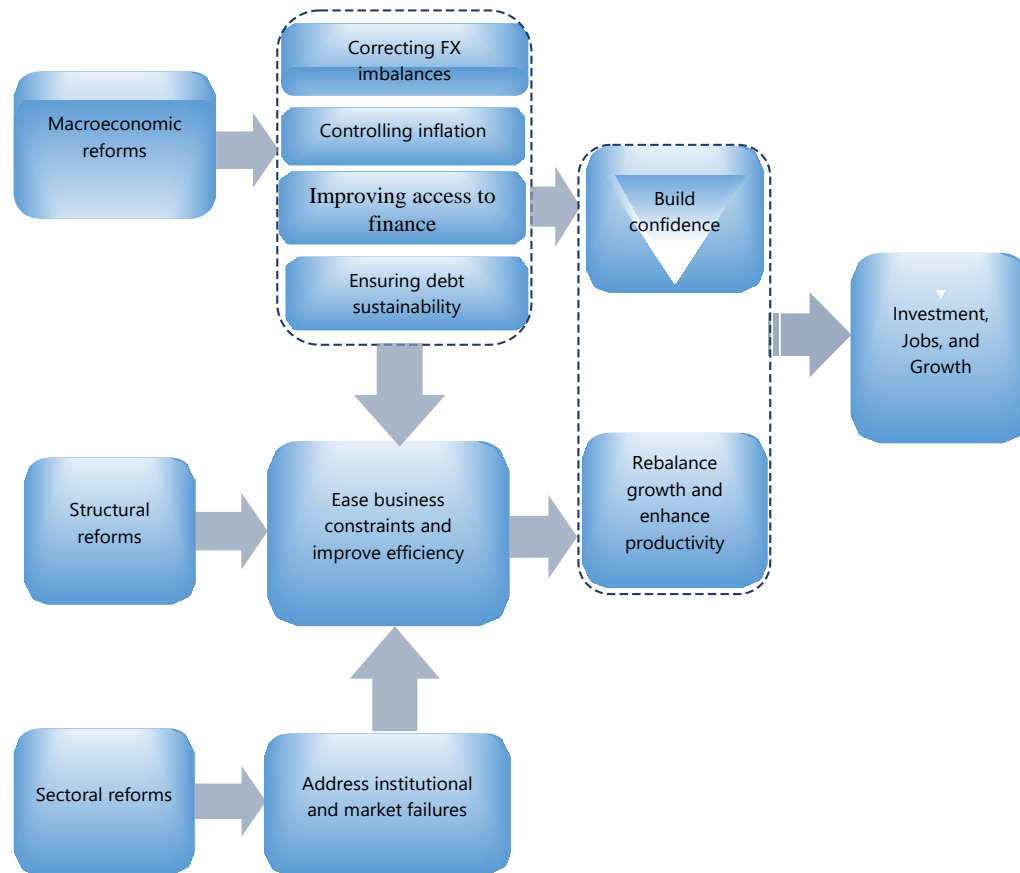 Macroeconomic
reforms
Correcting FX
imbalances
Controlling inflation
Improving access to
finance
Ensuring debt
sustainability
Build
confidence
Investment,
Jobs, and
Growth
Structural
reforms
Ease business
constraints and
improve efficiency
Rebalance
growth and
enhance
productivity
Sectoral reforms
Address institutional
and market failures